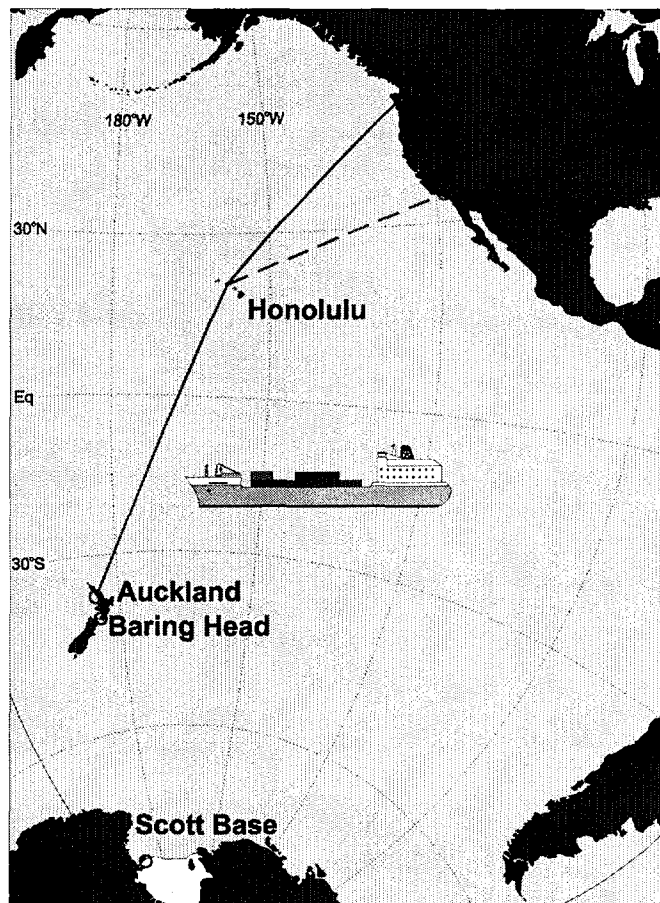 180°W
150°W
30°N
Honolulu
Eq
30°S
Auckland
Baring Head
Scott Base